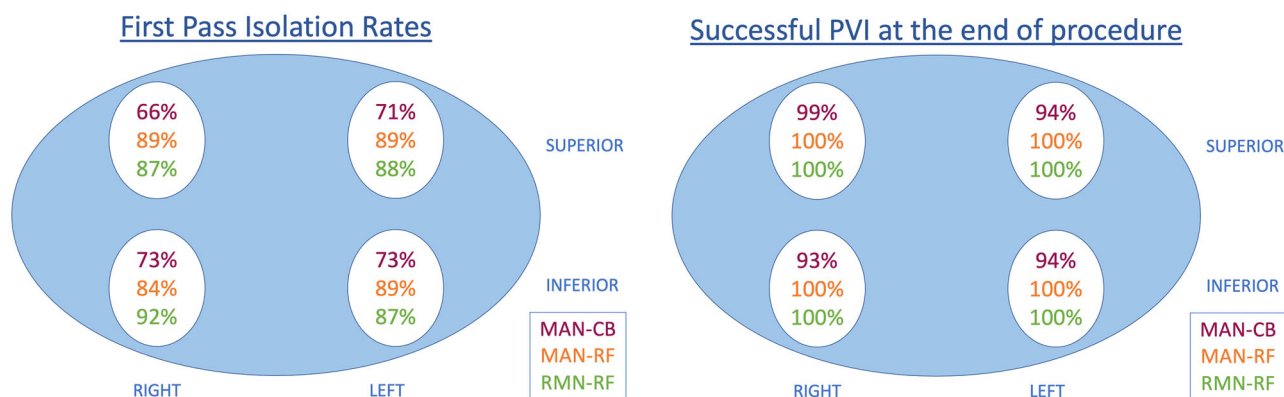 First Pass Isolation Rates
66%
89%
87%
71%
89%
88%
SUPERIOR
73%
84%
92%
73%
89%
87%
INFERIOR
MAN-CB
MAN-RF
RMN-RF
RIGHT
LEFT
Successful PVI at the end of procedure
99%
100%
100%
94%
100%
100%
SUPERIOR
93%
100%
100%
94%
100%
100%
INFERIOR
MAN-CB
MAN-RF
RMN-RF
RIGHT
LEFT